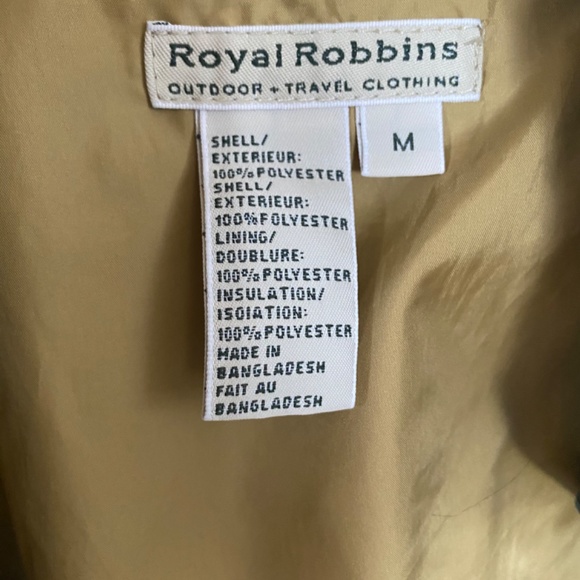 Royal Robbins
OUTDOOR + TRAVEL CLOTHING
M
SHELL/
EXTERIEUR:
100% POLYESTER
SHELL/
EXTERIEUR:
100% POLYESTER
LINING/
DOUBLURE:
100% POLYESTER
INSULATION/
ISOIATION:
100% POLYESTER
MADE IN
BANGLADESH
FAIT AU
BANGLADESH